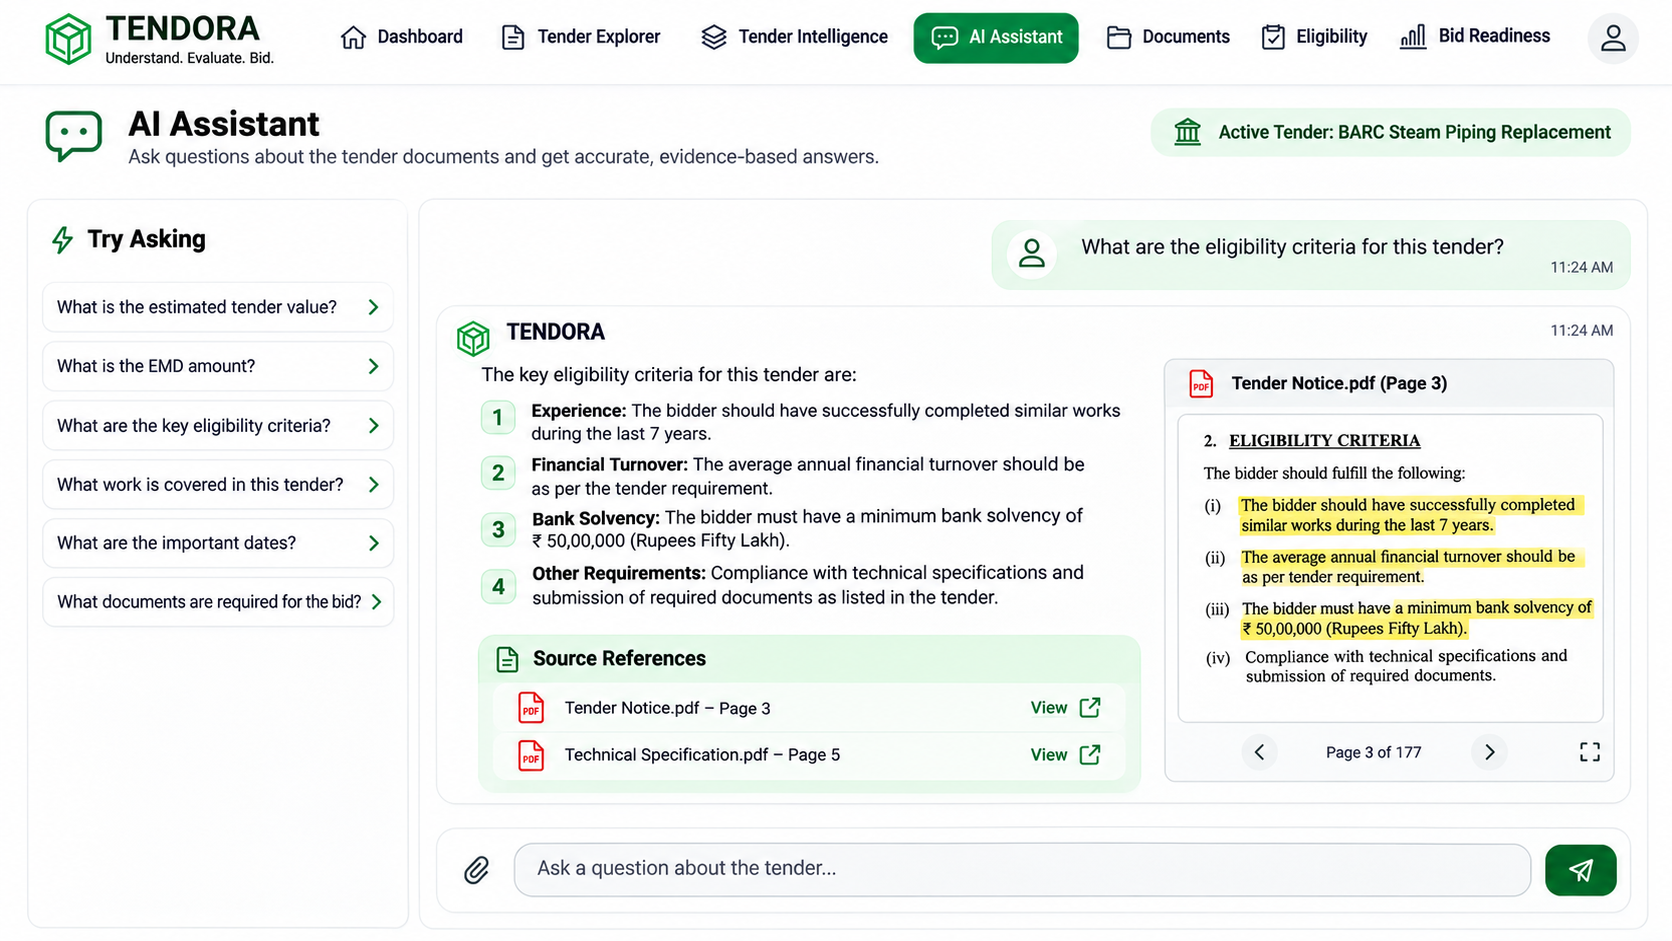 TENDORA
Understand. Evaluate. Bid.
Dashboard
Tender Explorer
Tender Intelligence
AI Assistant
Documents
Eligibility
Bid Readiness
AI Assistant
Ask questions about the tender documents and get accurate, evidence-based answers.
Active Tender: BARC Steam Piping Replacement
Try Asking
What is the estimated tender value?
What is the EMD amount?
What are the key eligibility criteria?
What work is covered in this tender?
What are the important dates?
What documents are required for the bid?
What are the eligibility criteria for this tender?
11:24 AM
TENDORA
11:24 AM
The key eligibility criteria for this tender are:
1
Experience: The bidder should have successfully completed similar works
during the last 7 years.
2
Financial Turnover: The average annual financial turnover should be
as per the tender requirement.
3
Bank Solvency: The bidder must have a minimum bank solvency of
₹ 50,00,000 (Rupees Fifty Lakh).
4
Other Requirements: Compliance with technical specifications and
submission of required documents as listed in the tender.
Source References
PDF
Tender Notice.pdf – Page 3
View
PDF
Technical Specification.pdf – Page 5
View
PDF
Tender Notice.pdf (Page 3)
2. ELIGIBILITY CRITERIA
The bidder should fulfill the following:
(i) The bidder should have successfully completed
similar works during the last 7 years.
(ii) The average annual financial turnover should be
as per tender requirement.
(iii) The bidder must have a minimum bank solvency of
₹ 50,00,000 (Rupees Fifty Lakh).
(iv) Compliance with technical specifications and
submission of required documents.
Page 3 of 177
Ask a question about the tender...